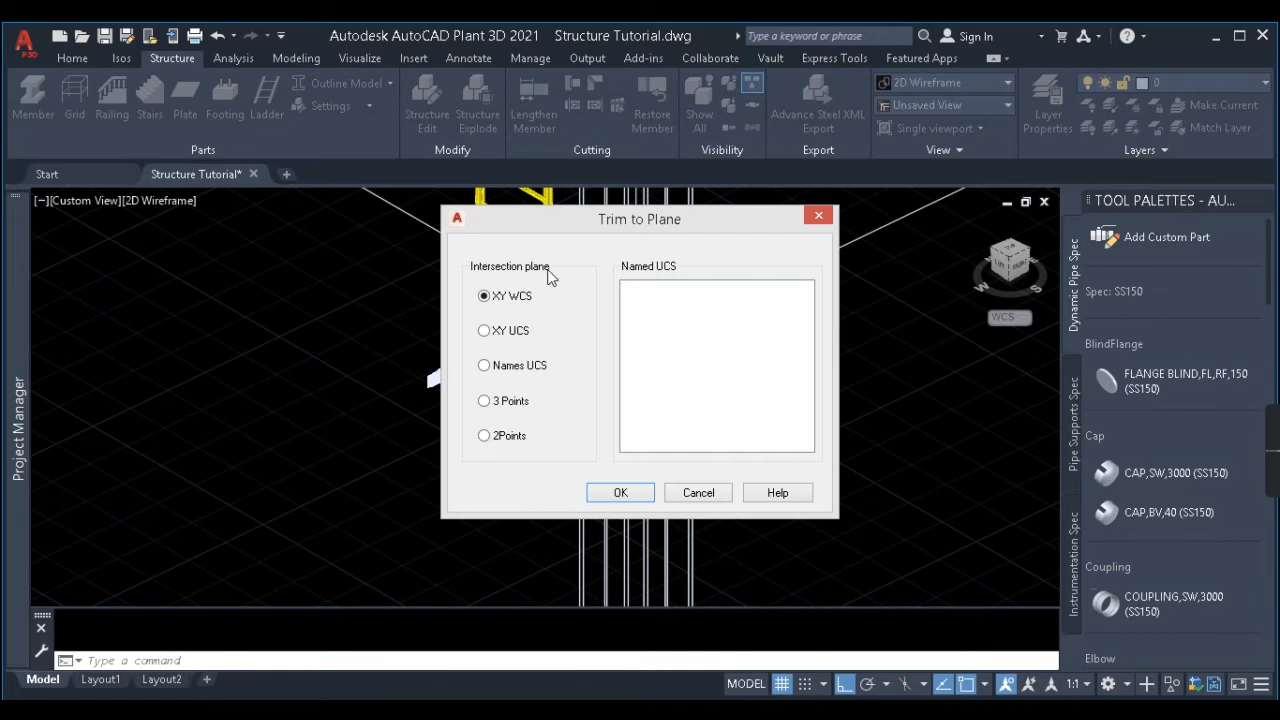 Autodesk AutoCAD Plant 3D 2021 Structure Tutorial.dwg
Type a keyword or phrase
Sign In
P3D
Home Isos Structure Analysis Modeling Visualize Insert Annotate Manage Output Add-ins Collaborate Vault Express Tools Featured Apps
Member Grid Railing Stairs Plate Footing Ladder
Outline Model
Settings
Structure Edit
Structure Explode
Lengthen Member
Restore Member
Show All
Advance Steel XML Export
2D Wireframe
Unsaved View
Single viewport
Layer Properties
0
Make Current
Match Layer
Parts Modify Cutting Visibility Export View Layers
Start Structure Tutorial*
[−][Custom View][2D Wireframe]
Project Manager
Trim to Plane
Intersection plane
XY WCS
XY UCS
Names UCS
3 Points
2Points
Named UCS
OK Cancel Help
W
S
WCS
TOOL PALETTES - AU...
Dynamic Pipe Spec
Pipe Supports Spec
Instrumentation Spec
Add Custom Part
Spec: SS150
BlindFlange
FLANGE BLIND,FL,RF,150
(SS150)
Cap
CAP,SW,3000 (SS150)
CAP,BV,40 (SS150)
Coupling
COUPLING,SW,3000
(SS150)
Elbow
Type a command
Model Layout1 Layout2
MODEL
1:1